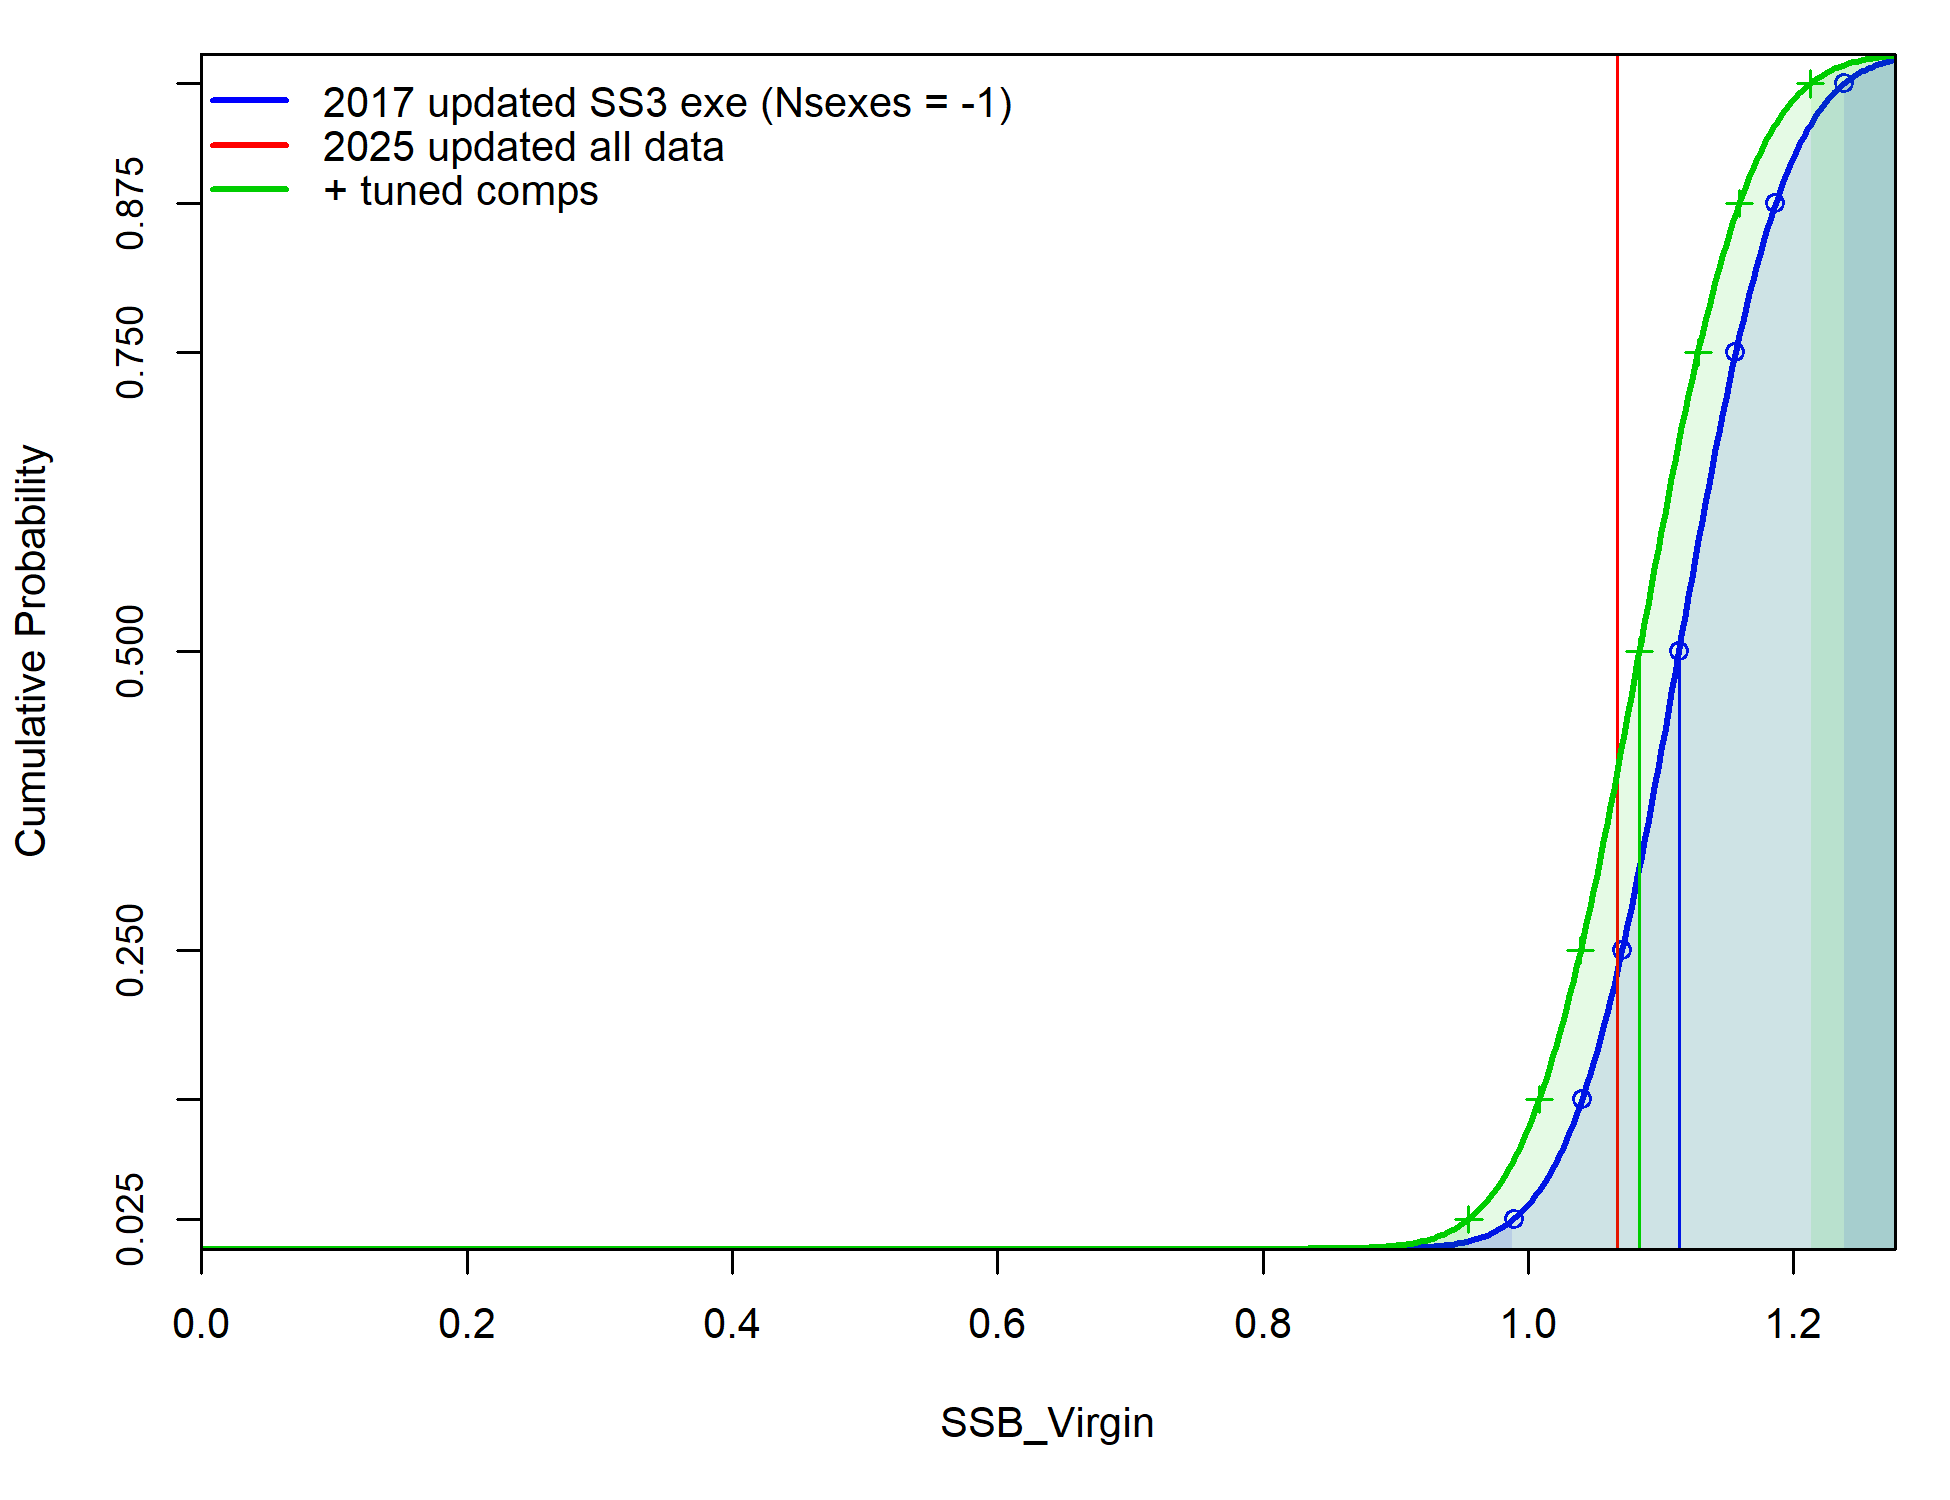 2017 updated SS3 exe (Nsexes = -1)
2025 updated all data
+ tuned comps
Cumulative Probability
0.875
0.750
0.500
0.250
0.025
0.0 0.2 0.4 0.6 0.8 1.0 1.2
SSB_Virgin